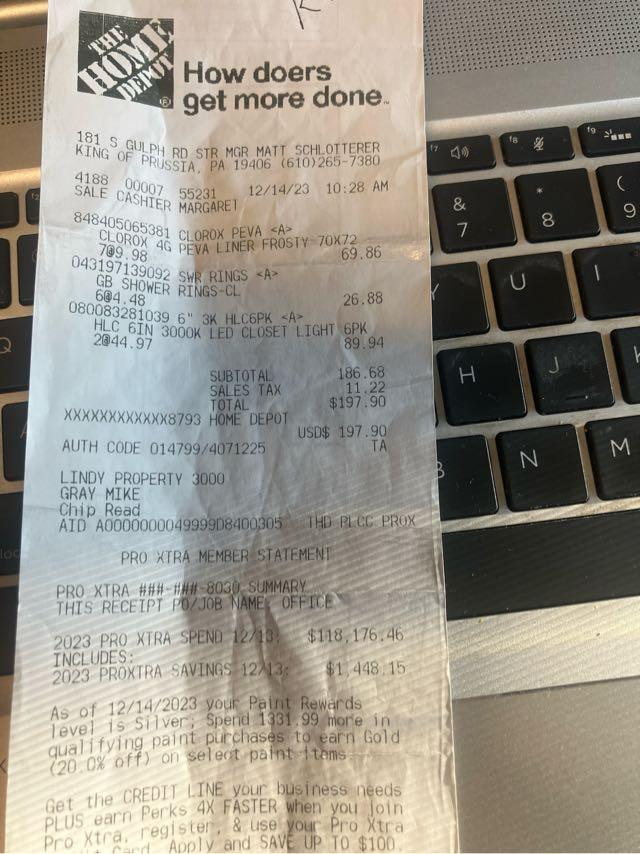 THE
HOME
DEPOT
®
How doers
get more done™
181 S GULPH RD STR MGR MATT SCHLOTTERER
KING OF PRUSSIA, PA 19406 (610)265-7380
4188 00007 55231 12/14/23 10:28 AM
SALE CASHIER MARGARET
848405065381 CLOROX PEVA <A>
CLOROX 4G PEVA LINER FROSTY 70X72
7@9.98 69.86
043197139092 SWR RINGS <A>
GB SHOWER RINGS-CL
6@4.48 26.88
080083281039 6" 3K HLC6PK <A>
HLC 6IN 3000K LED CLOSET LIGHT 6PK
2@44.97 89.94
SUBTOTAL 186.68
SALES TAX 11.22
TOTAL $197.90
XXXXXXXXXXXX8793 HOME DEPOT
USD$ 197.90
AUTH CODE 014799/4071225 TA
LINDY PROPERTY 3000
GRAY MIKE
Chip Read
AID A0000000049999D8400305 THD PLCC PROX
PRO XTRA MEMBER STATEMENT
PRO XTRA ###-###-8030 SUMMARY
THIS RECEIPT PO/JOB NAME: OFFICE
2023 PRO XTRA SPEND 12/13: $118,176.46
INCLUDES:
2023 PROXTRA SAVINGS 12/13: $1,448.15
As of 12/14/2023 your Paint Rewards
level is Silver; Spend 1331.99 more in
qualifying paint purchases to earn Gold
(20.0% off) on select paint items.
Get the CREDIT LINE your business needs
PLUS earn Perks 4X FASTER when you join
Pro Xtra, register, & use your Pro Xtra
Card. Apply and SAVE UP TO $100
f7
f8
f9
&
7
*
8
(
9
U
I
Q
H
J
N
M